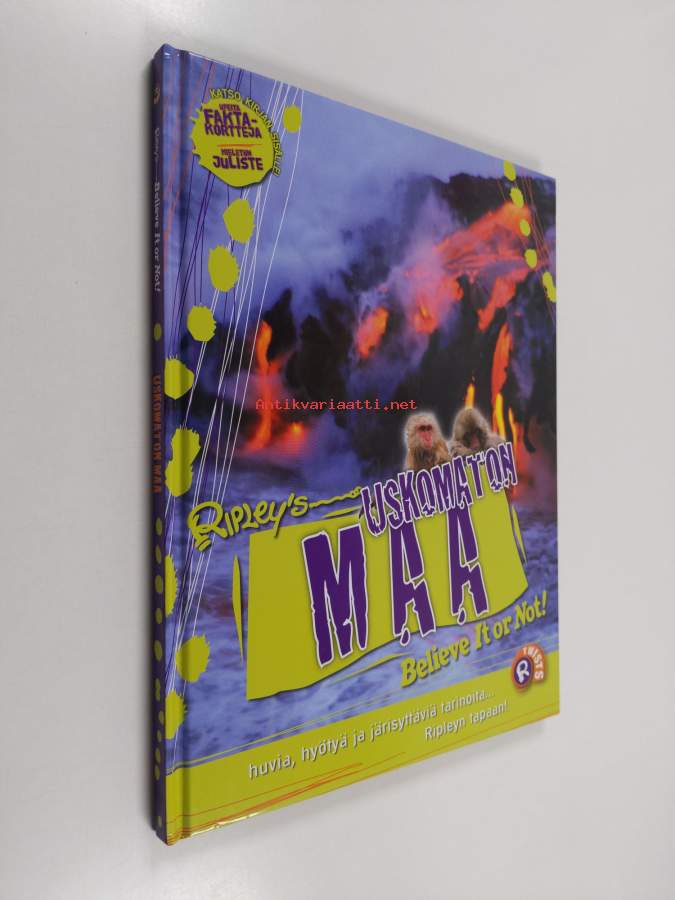 KATSO KIRJAN SISÄLLE!
UPEITA
FAKTA-
KORTTEJA
MIELETÖN
JULISTE
Ripley's
USKOMATON
MAA
Believe It or Not!
TWISTS
R
huvia, hyötyä ja järisyttäviä tarinoita...
Ripleyn tapaan!
Ripley's Believe It or Not!
USKOMATON MAA
Antikvariaatti.net